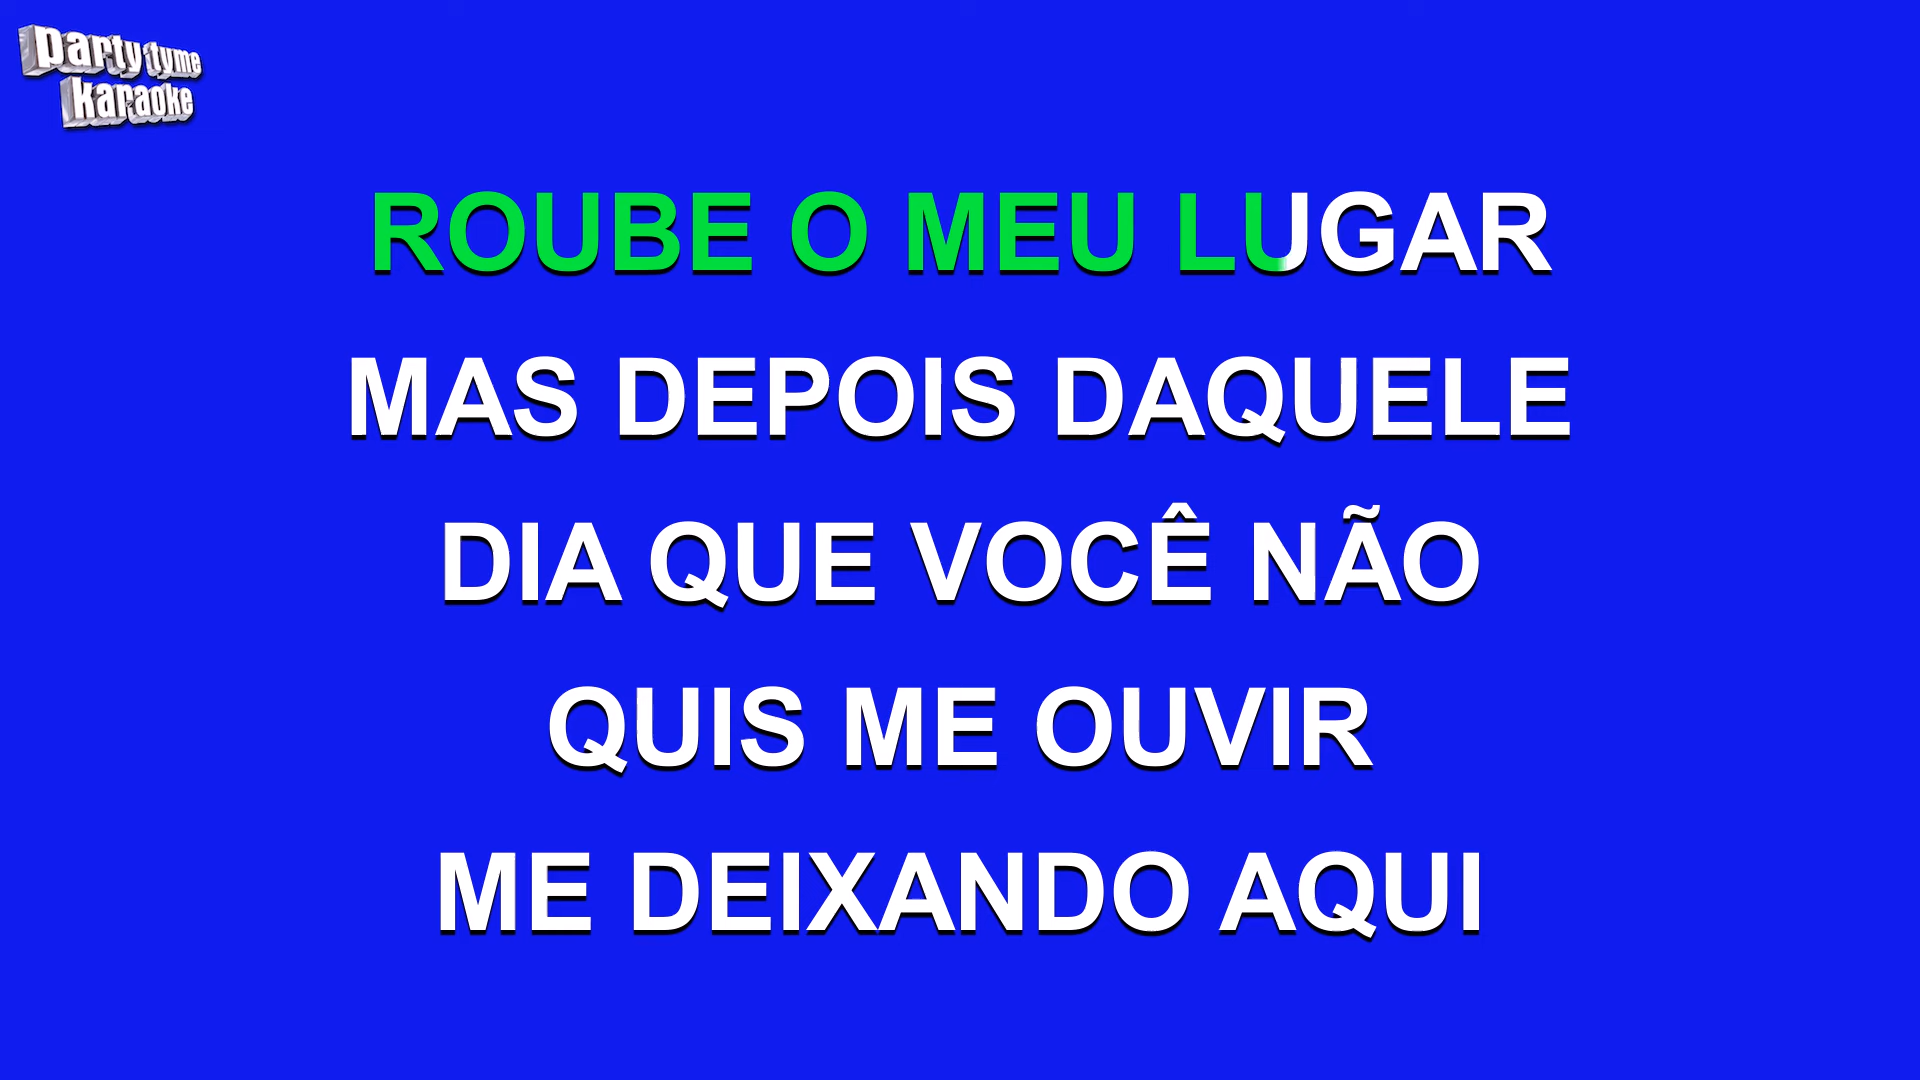 party tyme
karaoke
ROUBE O MEU LUGAR
MAS DEPOIS DAQUELE
DIA QUE VOCÊ NÃO
QUIS ME OUVIR
ME DEIXANDO AQUI